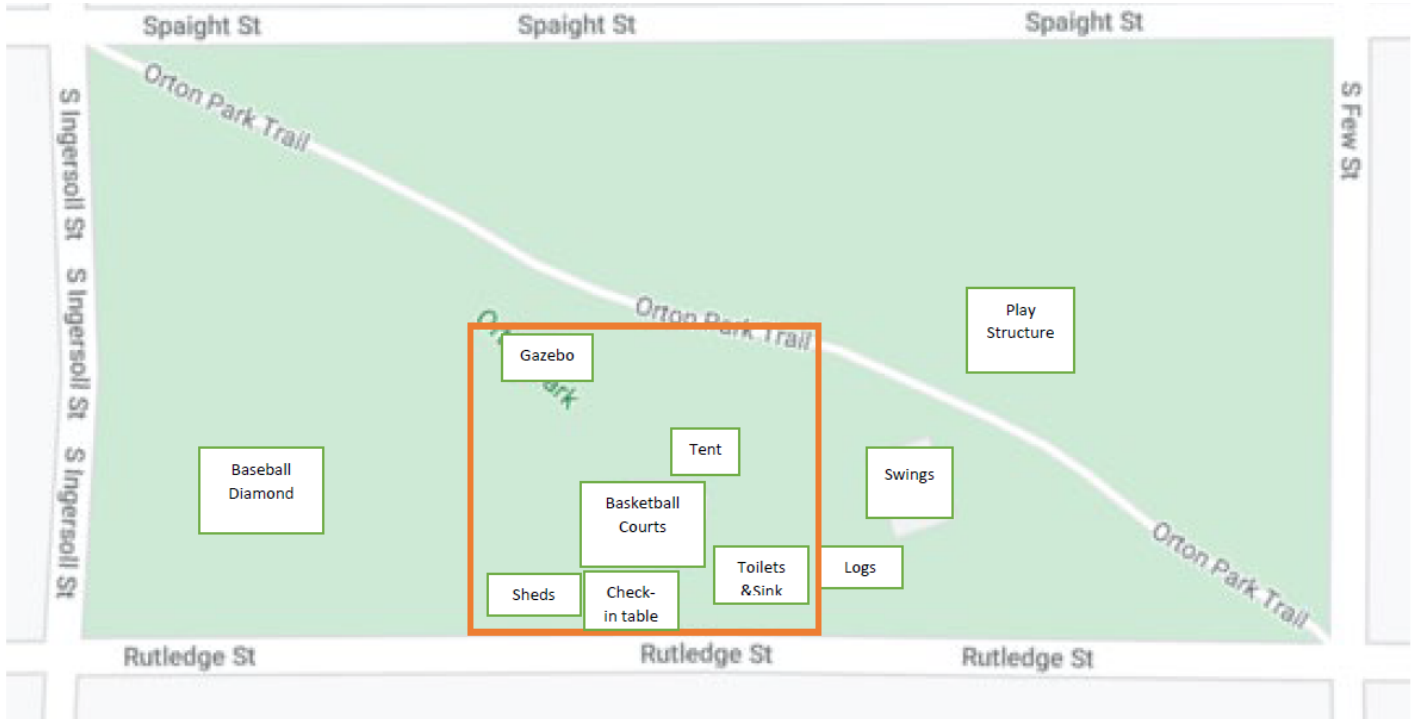 Spaight St
Spaight St
Spaight St
Orton Park Trail
S Ingersoll St
S Few St
S Ingersoll St
Orton Park Trail
Play
Structure
Gazebo
Tent
S Ingersoll St
Baseball
Diamond
Swings
Basketball
Courts
Orton Park Trail
Toilets
&Sink
Logs
Sheds
Check-
in table
Rutledge St
Rutledge St
Rutledge St